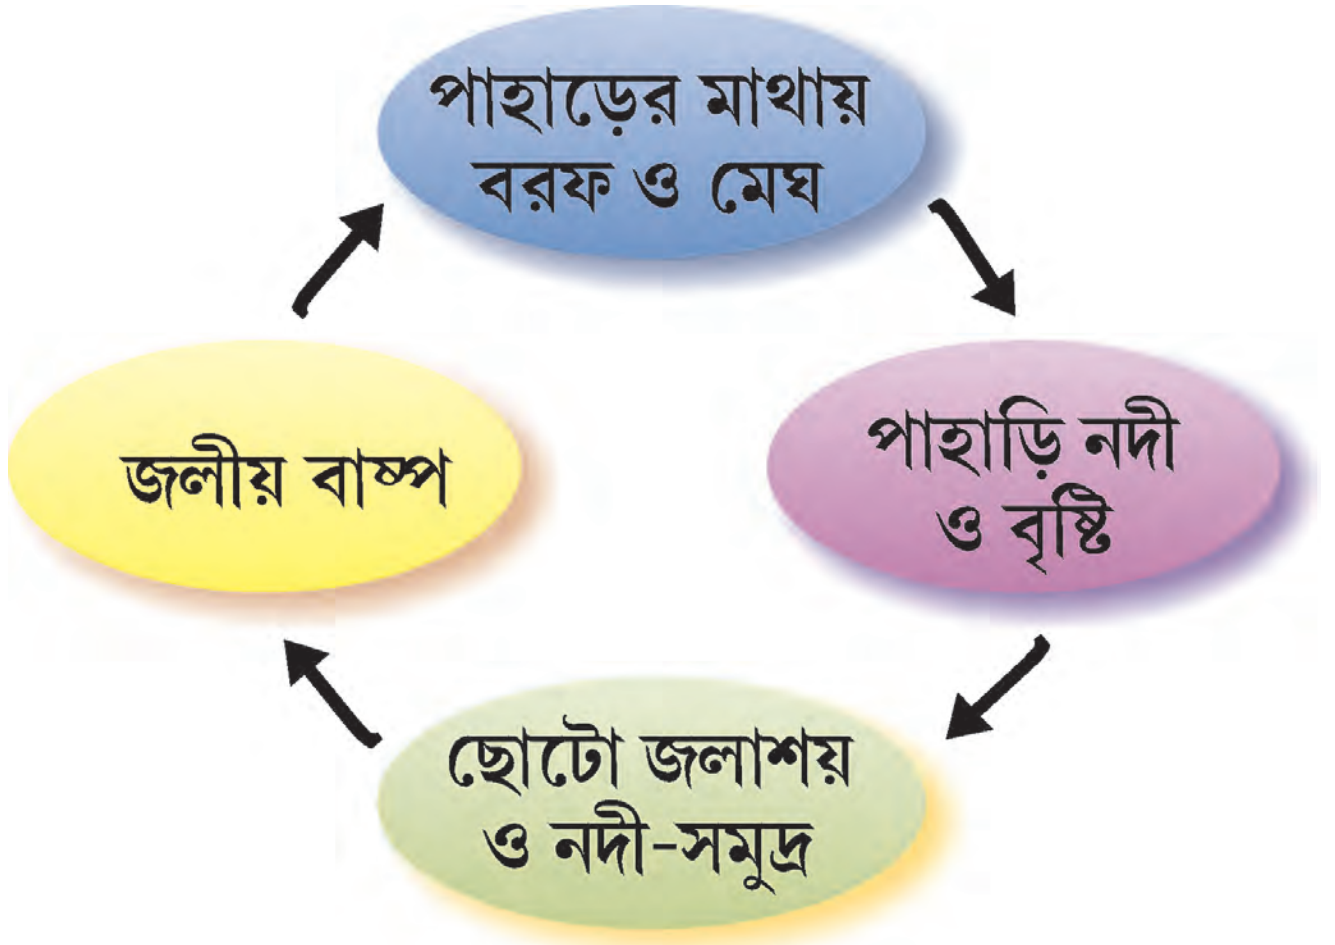 পাহাড়ের মাথায়
বরফ ও মেঘ
পাহাড়ি নদী
ও বৃষ্টি
ছোটো জলাশয়
ও নদী-সমুদ্র
জলীয় বাষ্প